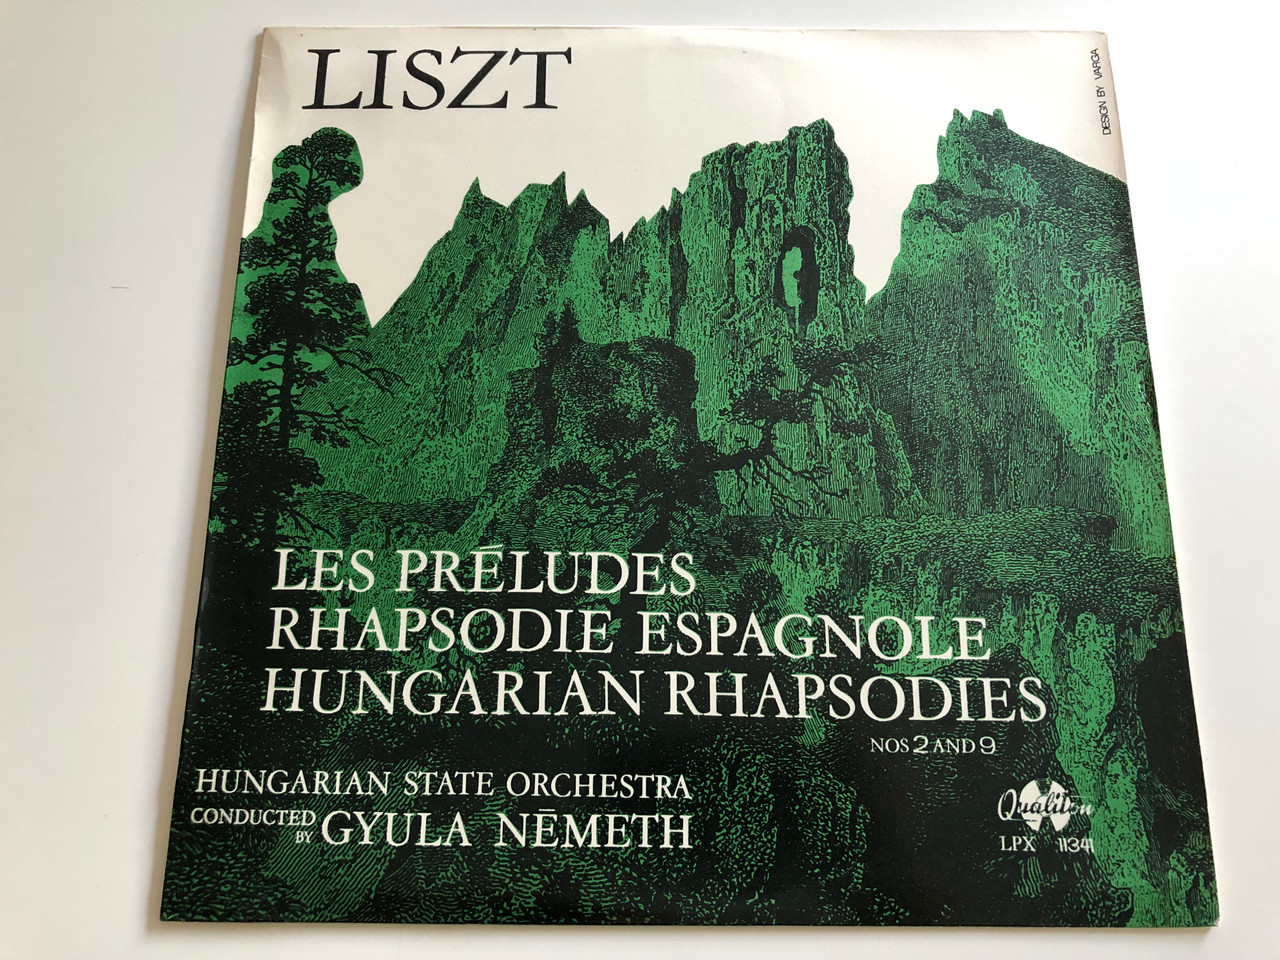 LISZT
DESIGN BY VARGA
LES PRÉLUDES
RHAPSODIE ESPAGNOLE
HUNGARIAN RHAPSODIES
NOS 2 AND 9
HUNGARIAN STATE ORCHESTRA
CONDUCTED BY GYULA NĒMETH
Qualiton
LPX 11341